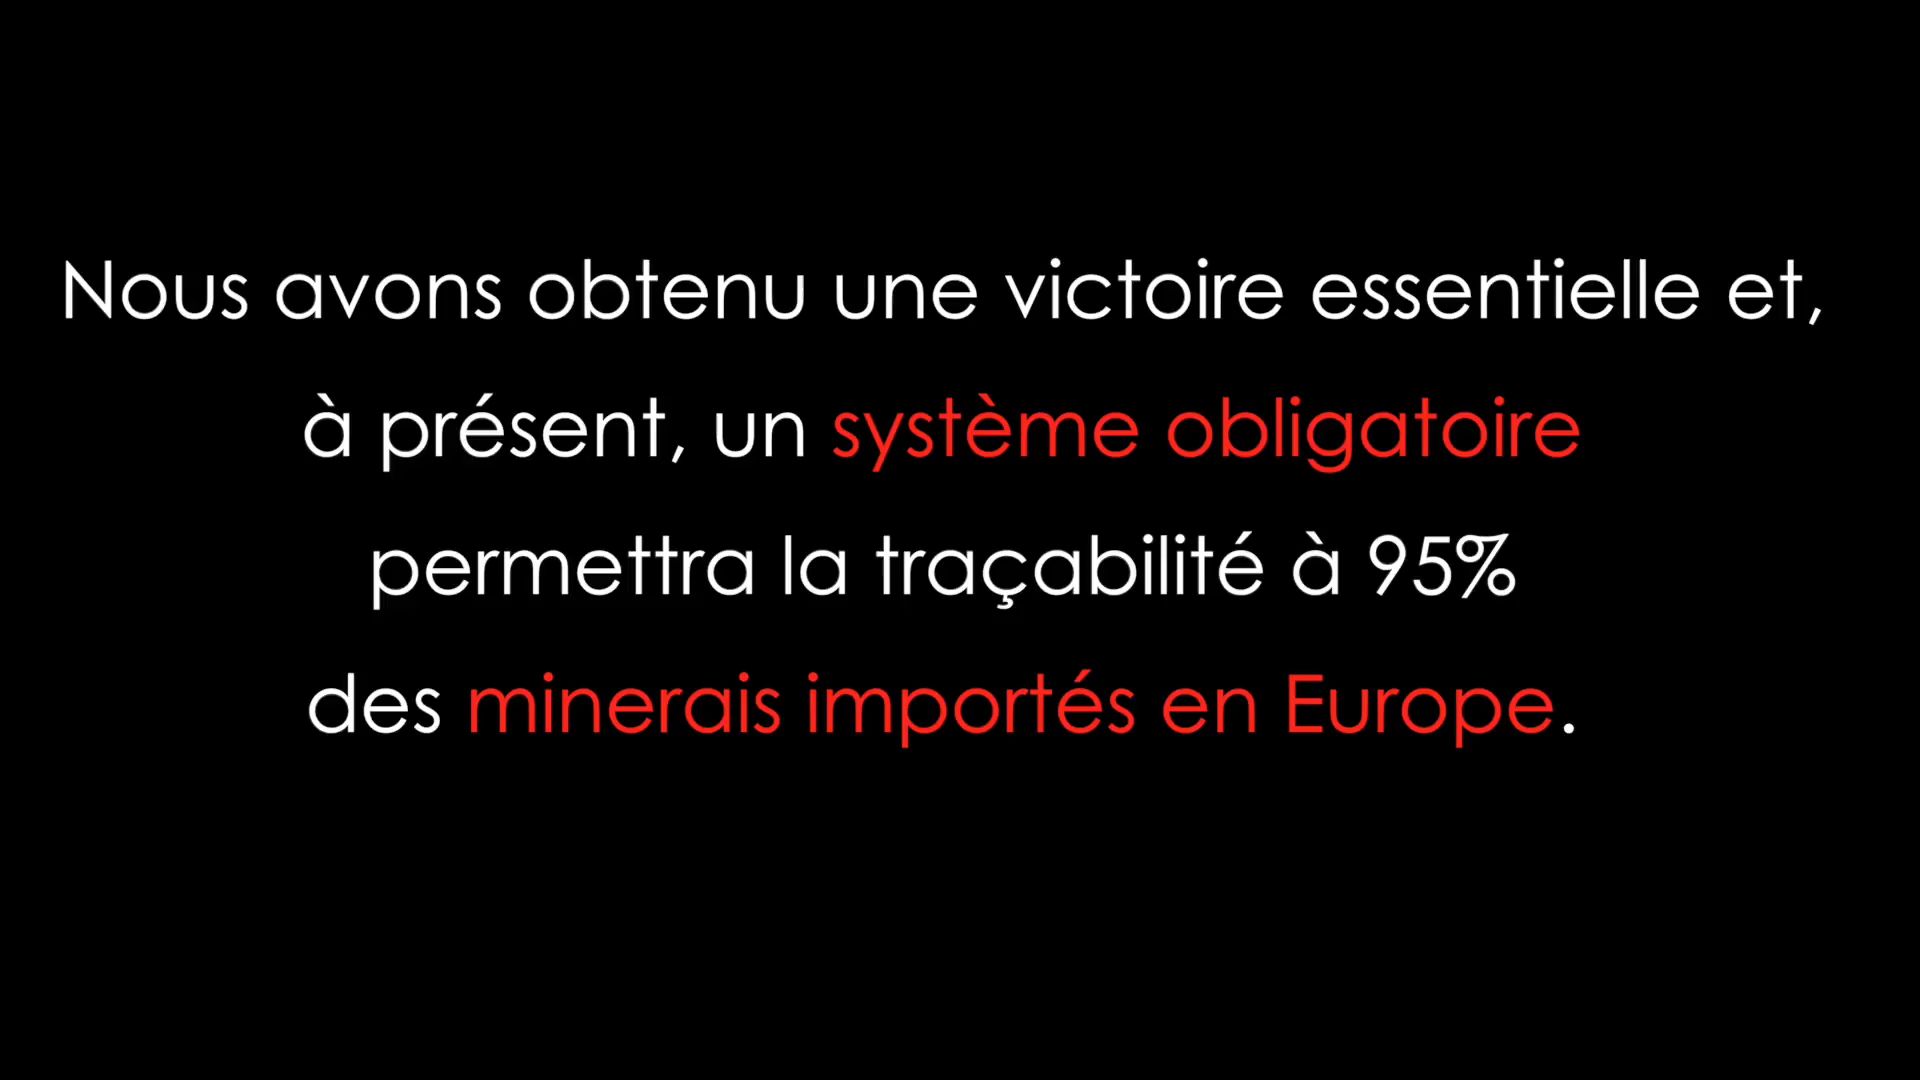 Nous avons obtenu une victoire essentielle et,
à présent, un système obligatoire
permettra la traçabilité à 95%
des minerais importés en Europe.